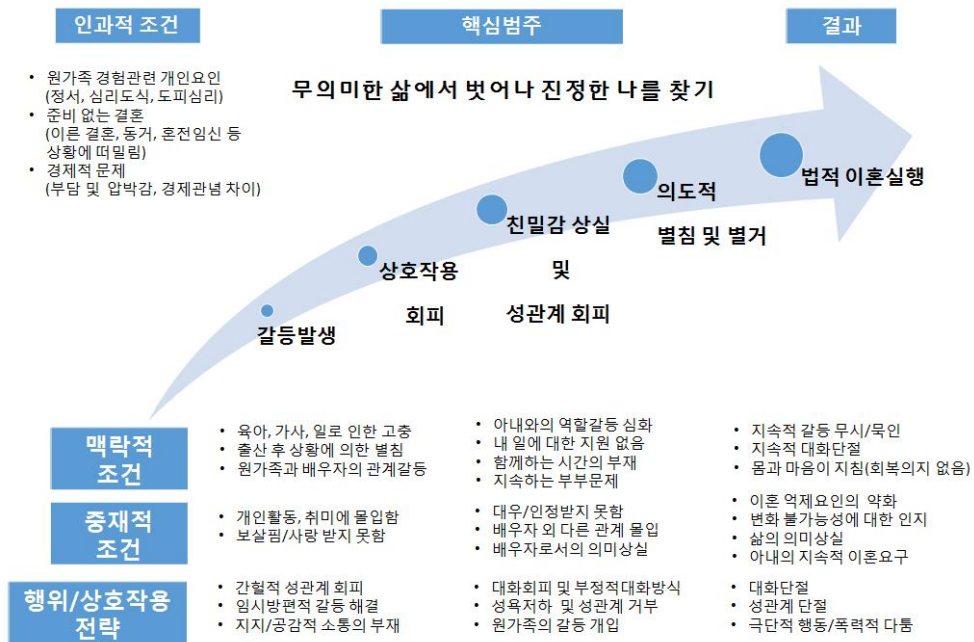 인과적 조건
핵심범주
결과
• 원가족 경험관련 개인요인
(정서, 심리도식, 도피심리)
• 준비 없는 결혼
(이른 결혼, 동거, 혼전임신 등
상황에 떠밀림)
• 경제적 문제
(부담 및 압박감, 경제관념 차이)
무의미한 삶에서 벗어나 진정한 나를 찾기
갈등발생
상호작용
회피
친밀감 상실
및
성관계 회피
의도적
별침 및 별거
법적 이혼실행
맥락적
조건
• 육아, 가사, 일로 인한 고충
• 출산 후 상황에 의한 별침
• 원가족과 배우자의 관계갈등
• 아내와의 역할갈등 심화
• 내 일에 대한 지원 없음
• 함께하는 시간의 부재
• 지속하는 부부문제
• 지속적 갈등 무시/묵인
• 지속적 대화단절
• 몸과 마음이 지침(회복의지 없음)
중재적
조건
• 개인활동, 취미에 몰입함
• 보살핌/사랑 받지 못함
• 대우/인정받지 못함
• 배우자 외 다른 관계 몰입
• 배우자로서의 의미상실
• 이혼 억제요인의 약화
• 변화 불가능성에 대한 인지
• 삶의 의미상실
• 아내의 지속적 이혼요구
행위/상호작용
전략
• 간헐적 성관계 회피
• 임시방편적 갈등 해결
• 지지/공감적 소통의 부재
• 대화회피 및 부정적대화방식
• 성욕저하 및 성관계 거부
• 원가족의 갈등 개입
• 대화단절
• 성관계 단절
• 극단적 행동/폭력적 다툼